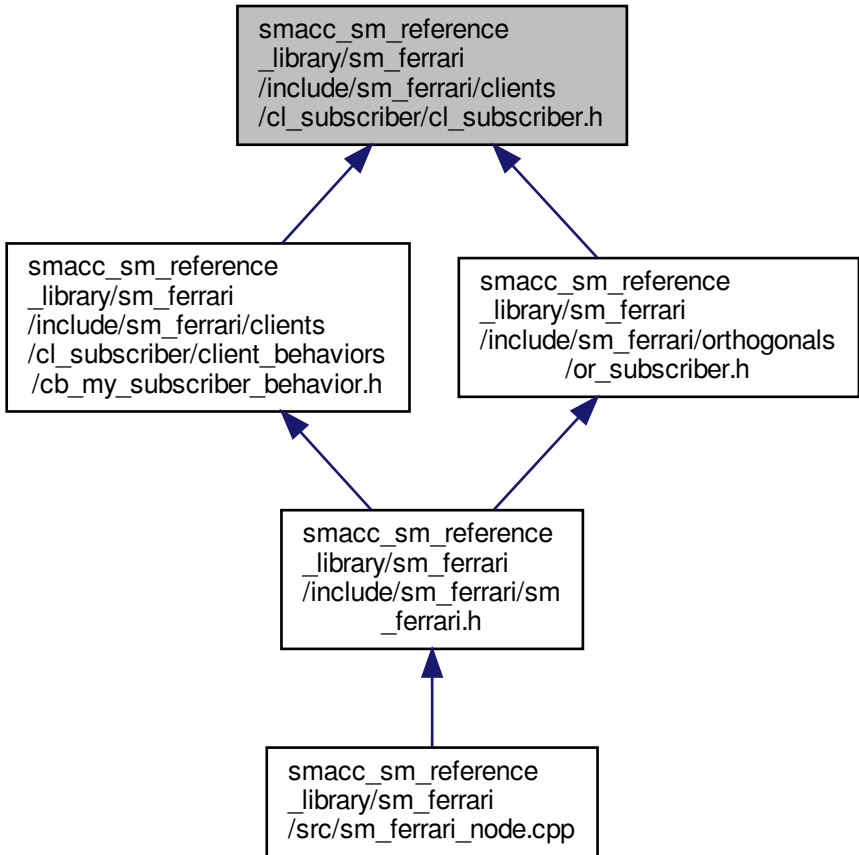 smacc_sm_reference
_library/sm_ferrari
/include/sm_ferrari/clients
/cl_subscriber/cl_subscriber.h
smacc_sm_reference
_library/sm_ferrari
/include/sm_ferrari/clients
/cl_subscriber/client_behaviors
/cb_my_subscriber_behavior.h
smacc_sm_reference
_library/sm_ferrari
/include/sm_ferrari/orthogonals
/or_subscriber.h
smacc_sm_reference
_library/sm_ferrari
/include/sm_ferrari/sm
_ferrari.h
smacc_sm_reference
_library/sm_ferrari
/src/sm_ferrari_node.cpp